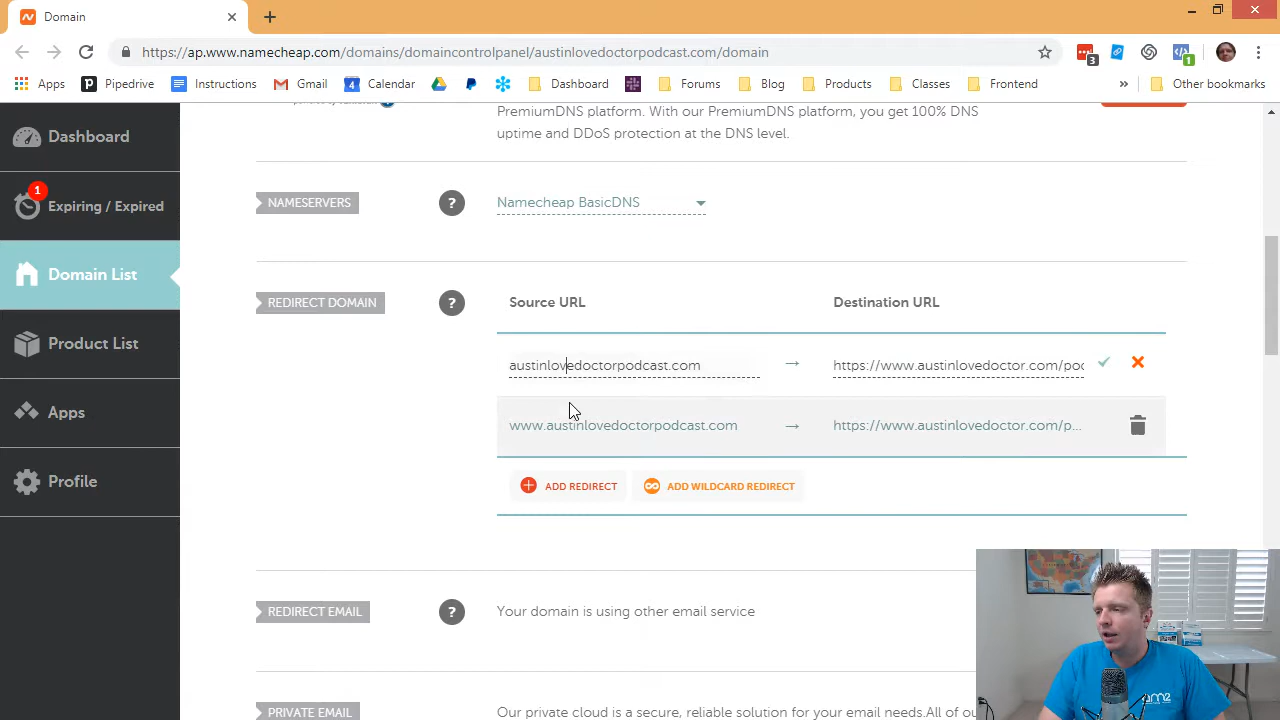 Domain
https://ap.www.namecheap.com/domains/domaincontrolpanel/austinlovedoctorpodcast.com/domain
3
1
Apps
Pipedrive
Instructions
Gmail
4
Calendar
Dashboard
Forums
Blog
Products
Classes
Frontend
»
Other bookmarks
PremiumDNS platform. With our PremiumDNS platform, you get 100% DNS
uptime and DDoS protection at the DNS level.
Dashboard
1
Expiring / Expired
Domain List
Product List
Apps
Profile
NAMESERVERS
?
Namecheap BasicDNS
REDIRECT DOMAIN
?
Source URL
Destination URL
austinlovedoctorpodcast.com
→
https://www.austinlovedoctor.com/poc
www.austinlovedoctorpodcast.com
→
https://www.austinlovedoctor.com/p...
ADD REDIRECT
ADD WILDCARD REDIRECT
REDIRECT EMAIL
?
Your domain is using other email service
PRIVATE EMAIL
Our private cloud is a secure, reliable solution for your email needs.All of ou